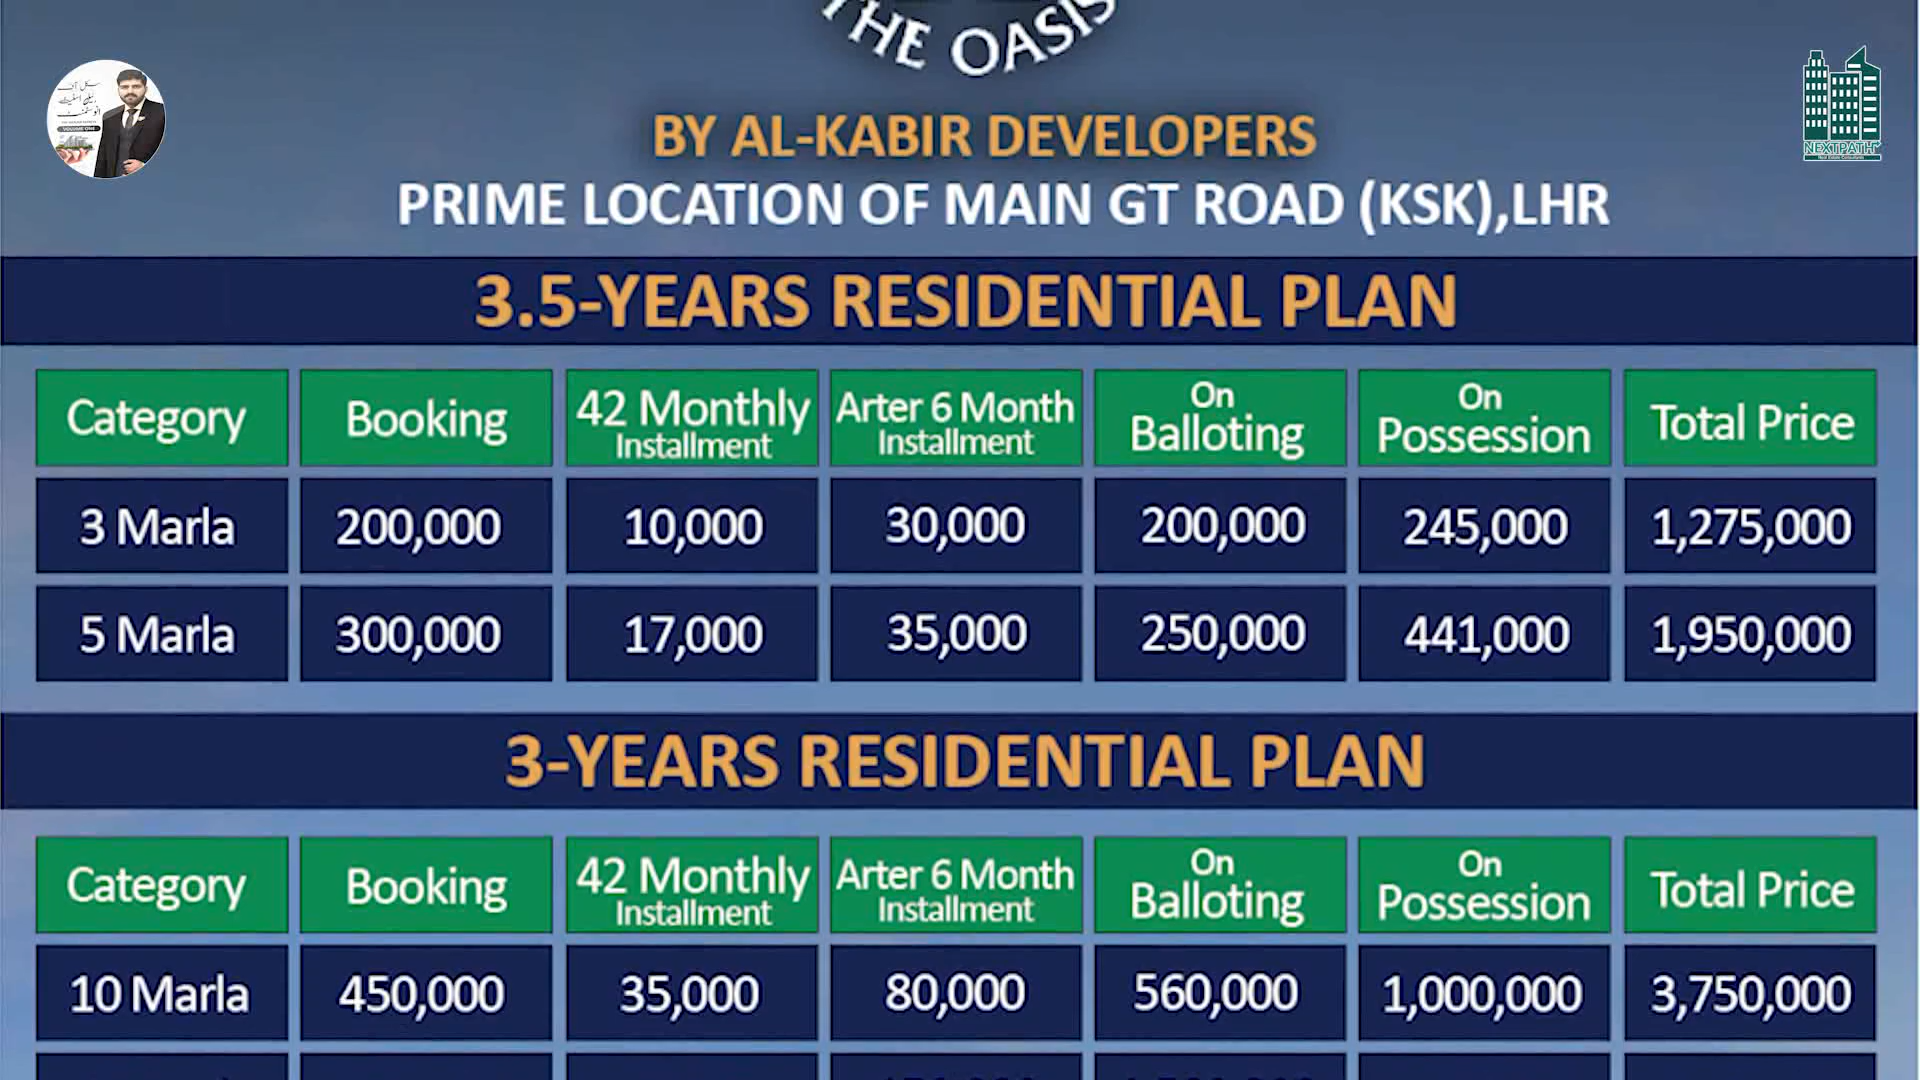 THE OASIS
BY AL-KABIR DEVELOPERS
PRIME LOCATION OF MAIN GT ROAD (KSK),LHR
NEXTPATH
Real Estate Consultants
VOLUME ONE
3.5-YEARS RESIDENTIAL PLAN
Category Booking 42 Monthly Installment Arter 6 Month Installment On Balloting On Possession Total Price
3 Marla 200,000 10,000 30,000 200,000 245,000 1,275,000
5 Marla 300,000 17,000 35,000 250,000 441,000 1,950,000
3-YEARS RESIDENTIAL PLAN
Category Booking 42 Monthly Installment Arter 6 Month Installment On Balloting On Possession Total Price
10 Marla 450,000 35,000 80,000 560,000 1,000,000 3,750,000